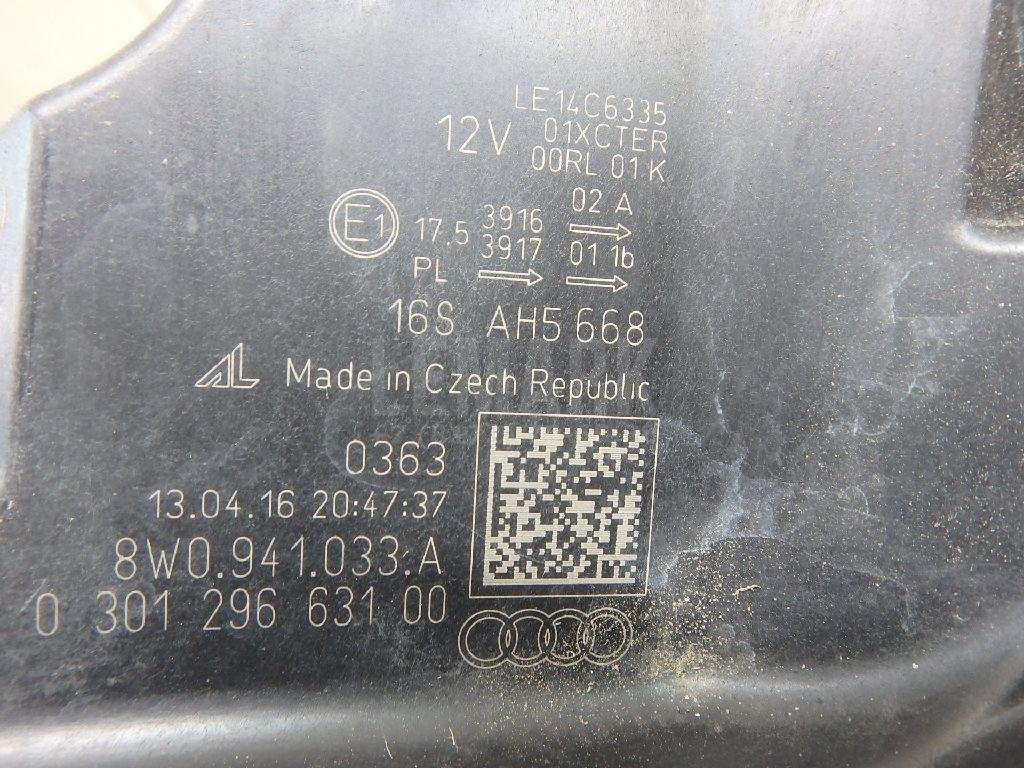 LE14C6335
12V 01XCTER
00RL 01K
E1 17.5 3916 02 A
3917 01 1b
PL
16S AH5 668
AL Made in Czech Republic
LEMARK
0363
13.04.16 20:47:37
8W0.941.033.A
0 301 296 631 00